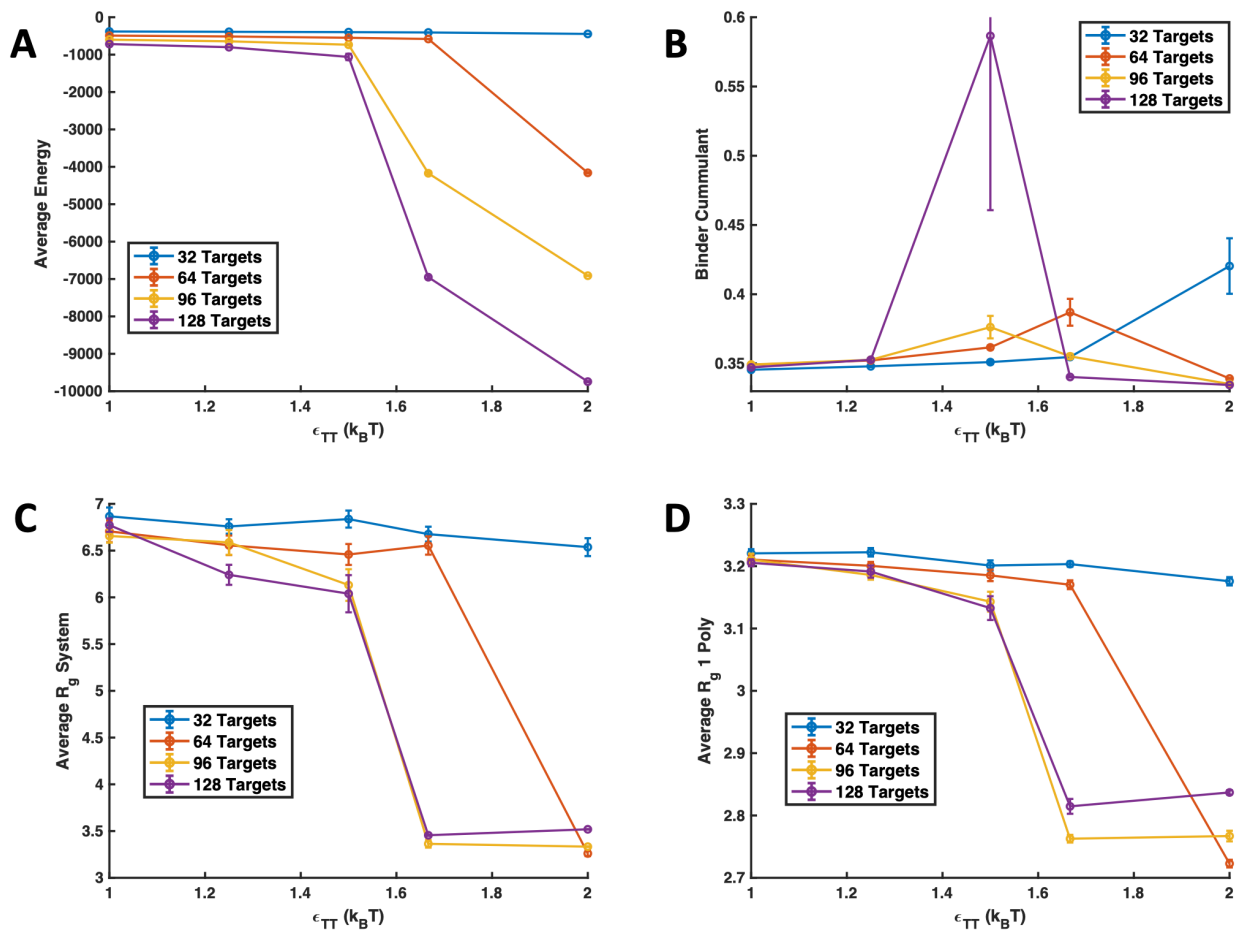 A
0
-1000
-2000
-3000
-4000
-5000
-6000
-7000
-8000
-9000
-10000
Average Energy
32 Targets
64 Targets
96 Targets
128 Targets
1 1.2 1.4 1.6 1.8 2
ϵTT (kBT)
B
0.6
0.55
0.5
0.45
0.4
0.35
Binder Cummulant
32 Targets
64 Targets
96 Targets
128 Targets
1 1.2 1.4 1.6 1.8 2
ϵTT (kBT)
C
7
6.5
6
5.5
5
4.5
4
3.5
3
Average Rg System
32 Targets
64 Targets
96 Targets
128 Targets
1 1.2 1.4 1.6 1.8 2
ϵTT (kBT)
D
3.3
3.2
3.1
3
2.9
2.8
2.7
Average Rg 1 Poly
32 Targets
64 Targets
96 Targets
128 Targets
1 1.2 1.4 1.6 1.8 2
ϵTT (kBT)